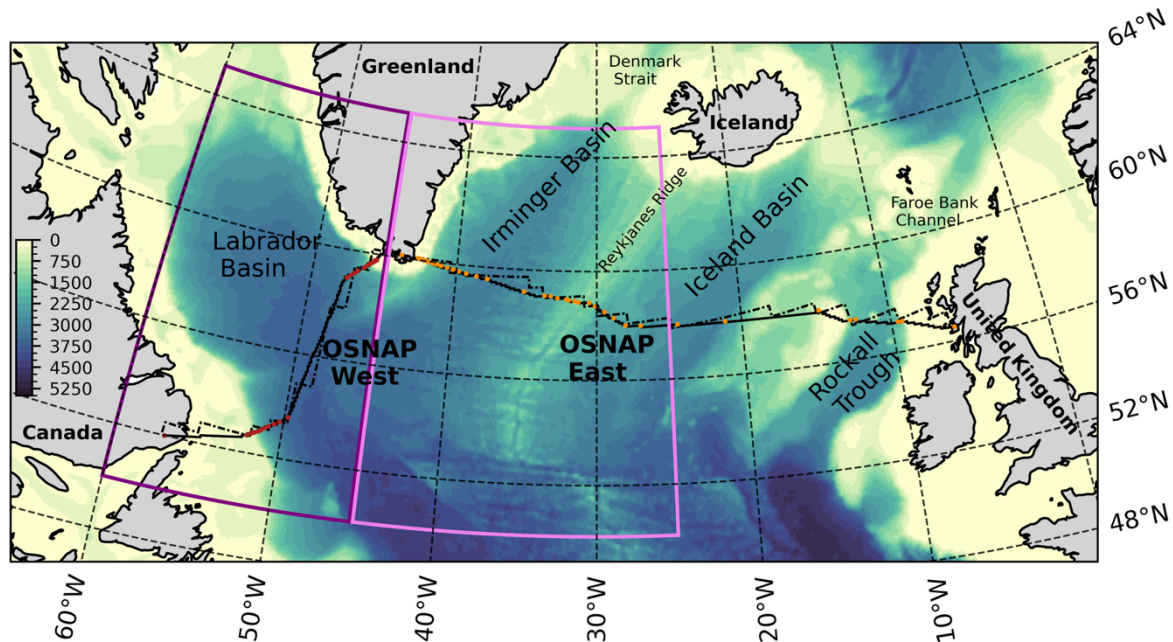 64°N
Greenland
Denmark
Strait
Iceland
60°N
Irminger Basin
Reykjanes Ridge
Iceland Basin
Faroe Bank
Channel
Labrador
Basin
0
750
1500
2250
3000
3750
4500
5250
56°N
OSNAP
West
OSNAP
East
Rockall
Trough
United Kingdom
52°N
Canada
48°N
60°W
50°W
40°W
30°W
20°W
10°W